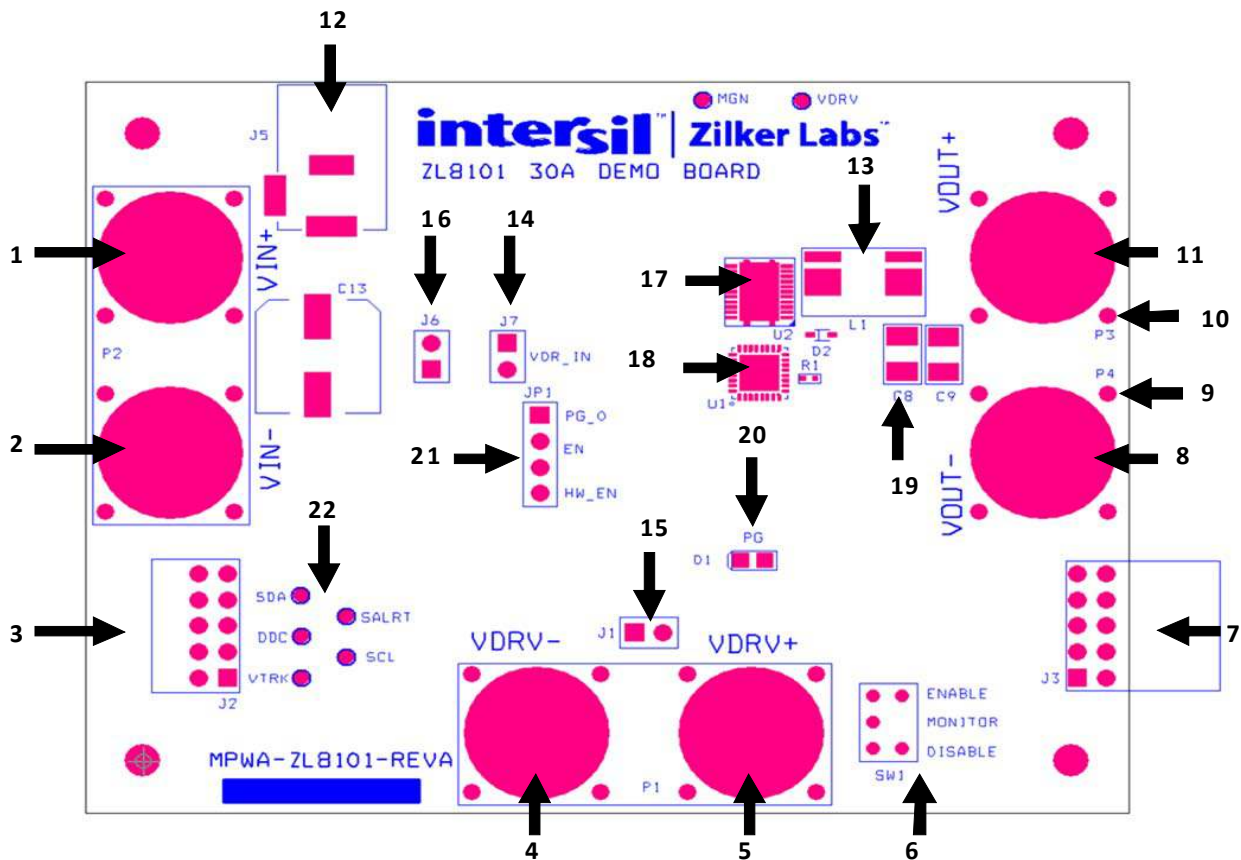 12
MGN
VDRV
J5
intersil™ | Zilker Labs™
ZL8101 30A DEMO BOARD
VOUT+
13
16
14
1
VIN+
17
11
C13
J6
J7
U2
L1
10
P3
P2
VDR_IN
D2
18
R1
P4
JP1
U1
C8
C9
9
PG_O
2
VIN-
21
EN
20
19
8
HW_EN
VOUT-
22
15
PG
D1
SDA
SALRT
3
DDC
J1
VDRV-
VDRV+
7
SCL
VTRK
J2
J3
ENABLE
MONITOR
DISABLE
MPWA-ZL8101-REVA
P1
SW1
4
5
6